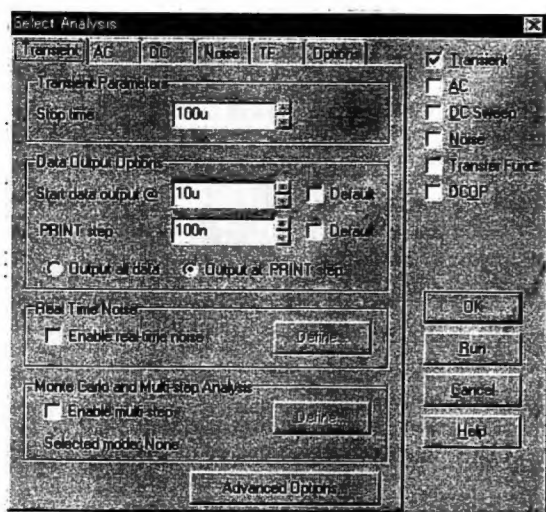 Select Analysis
Transient AC DC Noise TF Options
Transient Parameters
Stop time 100u
Data Output Options
Start data output @ 10u Default
PRINT step 100n Default
Output all data Output at .PRINT step
Real Time Noise
Enable real-time noise Define...
Monte Carlo and Multi-step Analysis
Enable multi-step Define...
Selected mode: None
Advanced Options...
Transient
AC
DC Sweep
Noise
Transfer Func
DCOP
OK
Run
Cancel
Help